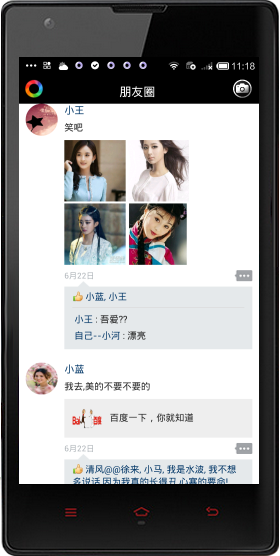 11:18
朋友圈
小王
笑吧
6月22日
小蓝, 小王
小王 : 吾爱??
自己--小河 : 漂亮
小蓝
我去,美的不要不要的
Bai 百度
百度一下，你就知道
6月22日
清风@@徐来, 小马, 我是水波, 我不想
多说话,因为我真的长得丑,心塞的要命!